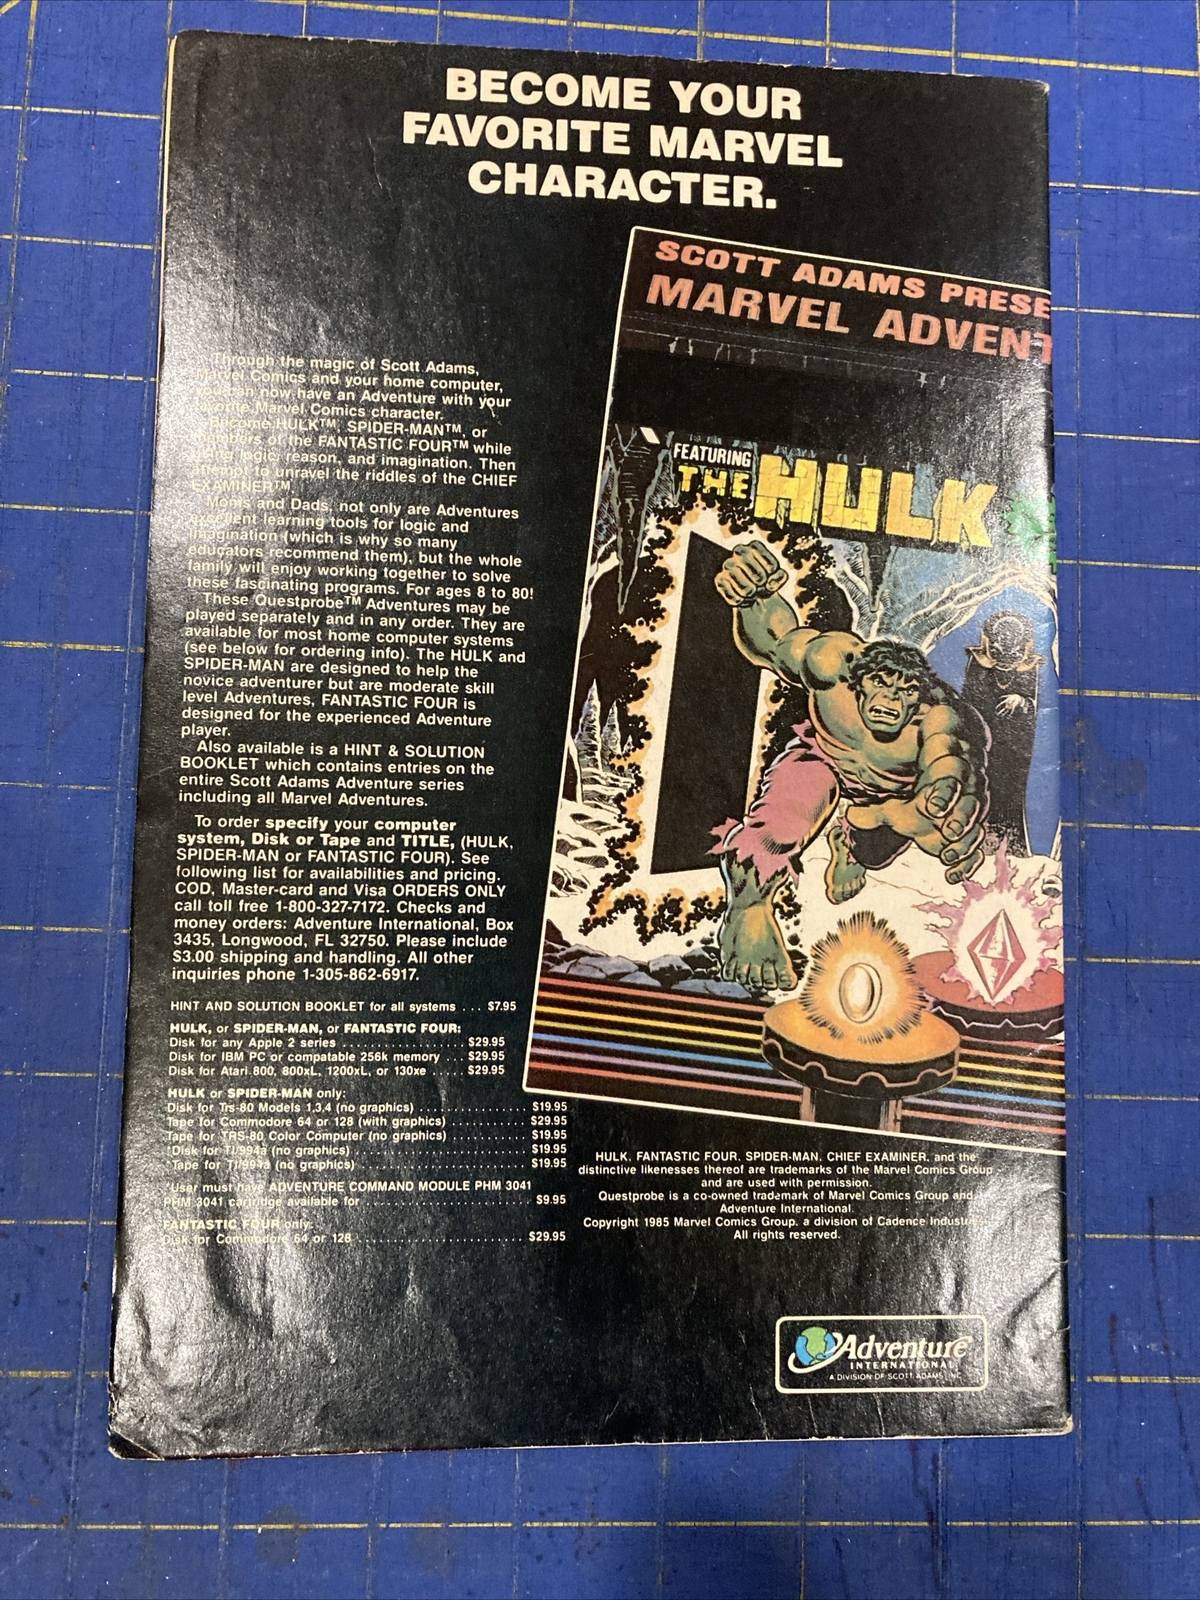 BECOME YOUR
FAVORITE MARVEL
CHARACTER.
SCOTT ADAMS PRESE
MARVEL ADVENT
FEATURING
THE HULK
Through the magic of Scott Adams,
Marvel Comics and your home computer,
you can now have an Adventure with your
favorite Marvel Comics character.
Become HULK™, SPIDER-MAN™, or
members of the FANTASTIC FOUR™ while
using logic, reason, and imagination. Then
attempt to unravel the riddles of the CHIEF
EXAMINER™
Moms and Dads, not only are Adventures
excellent learning tools for logic and
imagination (which is why so many
educators recommend them), but the whole
family will enjoy working together to solve
these fascinating programs. For ages 8 to 80!
These Questprobe™ Adventures may be
played separately and in any order. They are
available for most home computer systems
(see below for ordering info). The HULK and
SPIDER-MAN are designed to help the
novice adventurer but are moderate skill
level Adventures, FANTASTIC FOUR is
designed for the experienced Adventure
player.
Also available is a HINT & SOLUTION
BOOKLET which contains entries on the
entire Scott Adams Adventure series
including all Marvel Adventures.
To order specify your computer
system, Disk or Tape and TITLE, (HULK,
SPIDER-MAN or FANTASTIC FOUR). See
following list for availabilities and pricing.
COD, Master-card and Visa ORDERS ONLY
call toll free 1-800-327-7172. Checks and
money orders: Adventure International, Box
3435, Longwood, FL 32750. Please include
$3.00 shipping and handling. All other
inquiries phone 1-305-862-6917.
HINT AND SOLUTION BOOKLET for all systems . . . $7.95
HULK, or SPIDER-MAN, or FANTASTIC FOUR:
Disk for any Apple 2 series . . . . . . . . . . . . . . . . . $29.95
Disk for IBM PC or compatable 256k memory . . . $29.95
Disk for Atari 800, 800xL, 1200xL, or 130xe . . . . . $29.95
HULK or SPIDER-MAN only:
Disk for Trs-80 Models 1,3,4 (no graphics) . . . . . . . . . . . . . . . $19.95
Tape for Commodore 64 or 128 (with graphics) . . . . . . . . . . $29.95
Tape for TRS-80 Color Computer (no graphics) . . . . . . . . . . . $19.95
*Disk for TI/994a (no graphics) . . . . . . . . . . . . . . . . . . . . . . . . $19.95
*Tape for TI/994a (no graphics) . . . . . . . . . . . . . . . . . . . . . . . $19.95
*User must have ADVENTURE COMMAND MODULE PHM 3041
PHM 3041 cartridge available for . . . . . . . . . . . . . . . . . . . . . . $9.95
FANTASTIC FOUR only:
Disk for Commodore 64 or 128 . . . . . . . . . . . . . . . . . . . . . . . $29.95
HULK, FANTASTIC FOUR, SPIDER-MAN, CHIEF EXAMINER, and the
distinctive likenesses thereof are trademarks of the Marvel Comics Group
and are used with permission.
Questprobe is a co-owned trademark of Marvel Comics Group and
Adventure International.
Copyright 1985 Marvel Comics Group, a division of Cadence
All rights reserved.
Adventure
INTERNATIONAL
A DIVISION OF SCOTT ADAMS, INC.